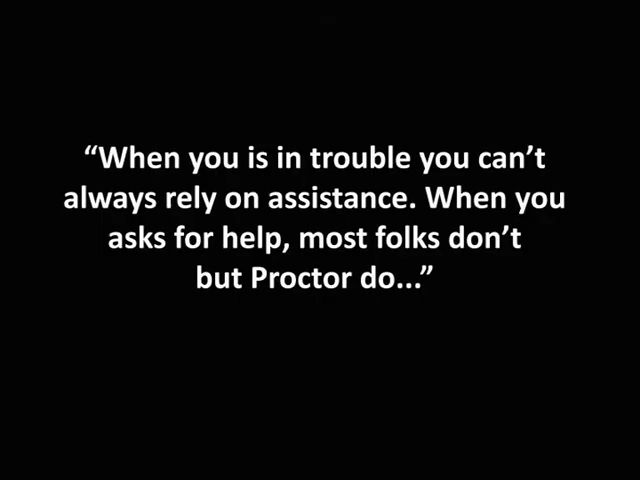 “When you is in trouble you can’t
always rely on assistance. When you
asks for help, most folks don’t
but Proctor do...”